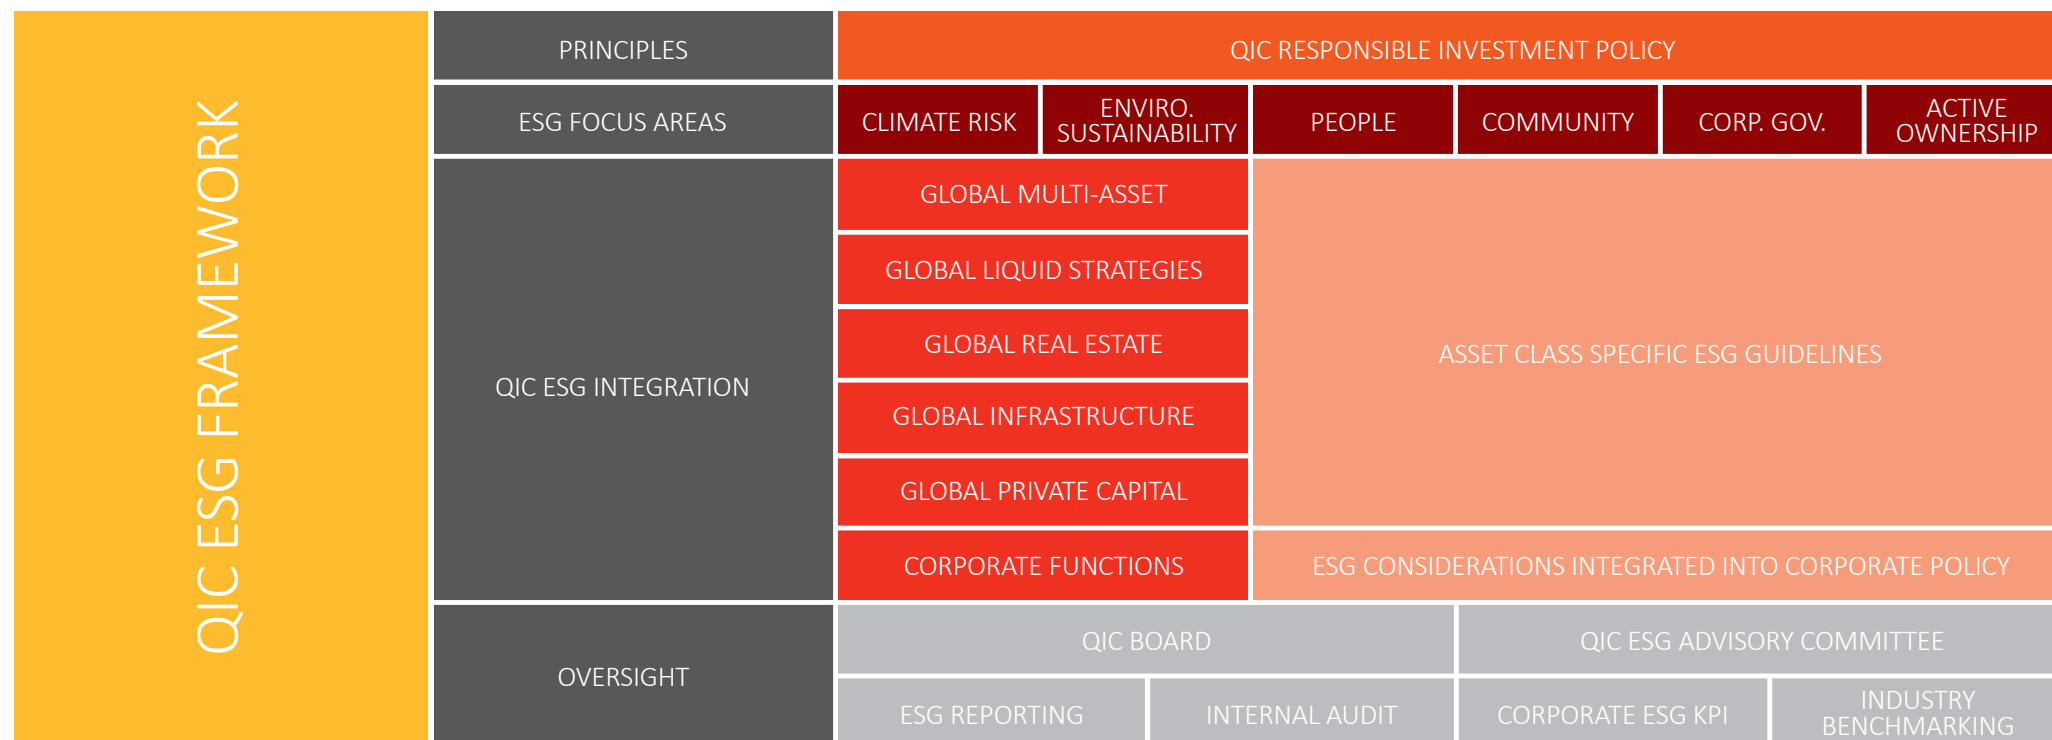 QIC ESG FRAMEWORK
PRINCIPLES
QIC RESPONSIBLE INVESTMENT POLICY
ESG FOCUS AREAS
CLIMATE RISK
ENVIRO.
SUSTAINABILITY
PEOPLE
COMMUNITY
CORP. GOV.
ACTIVE
OWNERSHIP
QIC ESG INTEGRATION
GLOBAL MULTI-ASSET
GLOBAL LIQUID STRATEGIES
GLOBAL REAL ESTATE
GLOBAL INFRASTRUCTURE
GLOBAL PRIVATE CAPITAL
ASSET CLASS SPECIFIC ESG GUIDELINES
CORPORATE FUNCTIONS
ESG CONSIDERATIONS INTEGRATED INTO CORPORATE POLICY
OVERSIGHT
QIC BOARD
QIC ESG ADVISORY COMMITTEE
ESG REPORTING
INTERNAL AUDIT
CORPORATE ESG KPI
INDUSTRY
BENCHMARKING